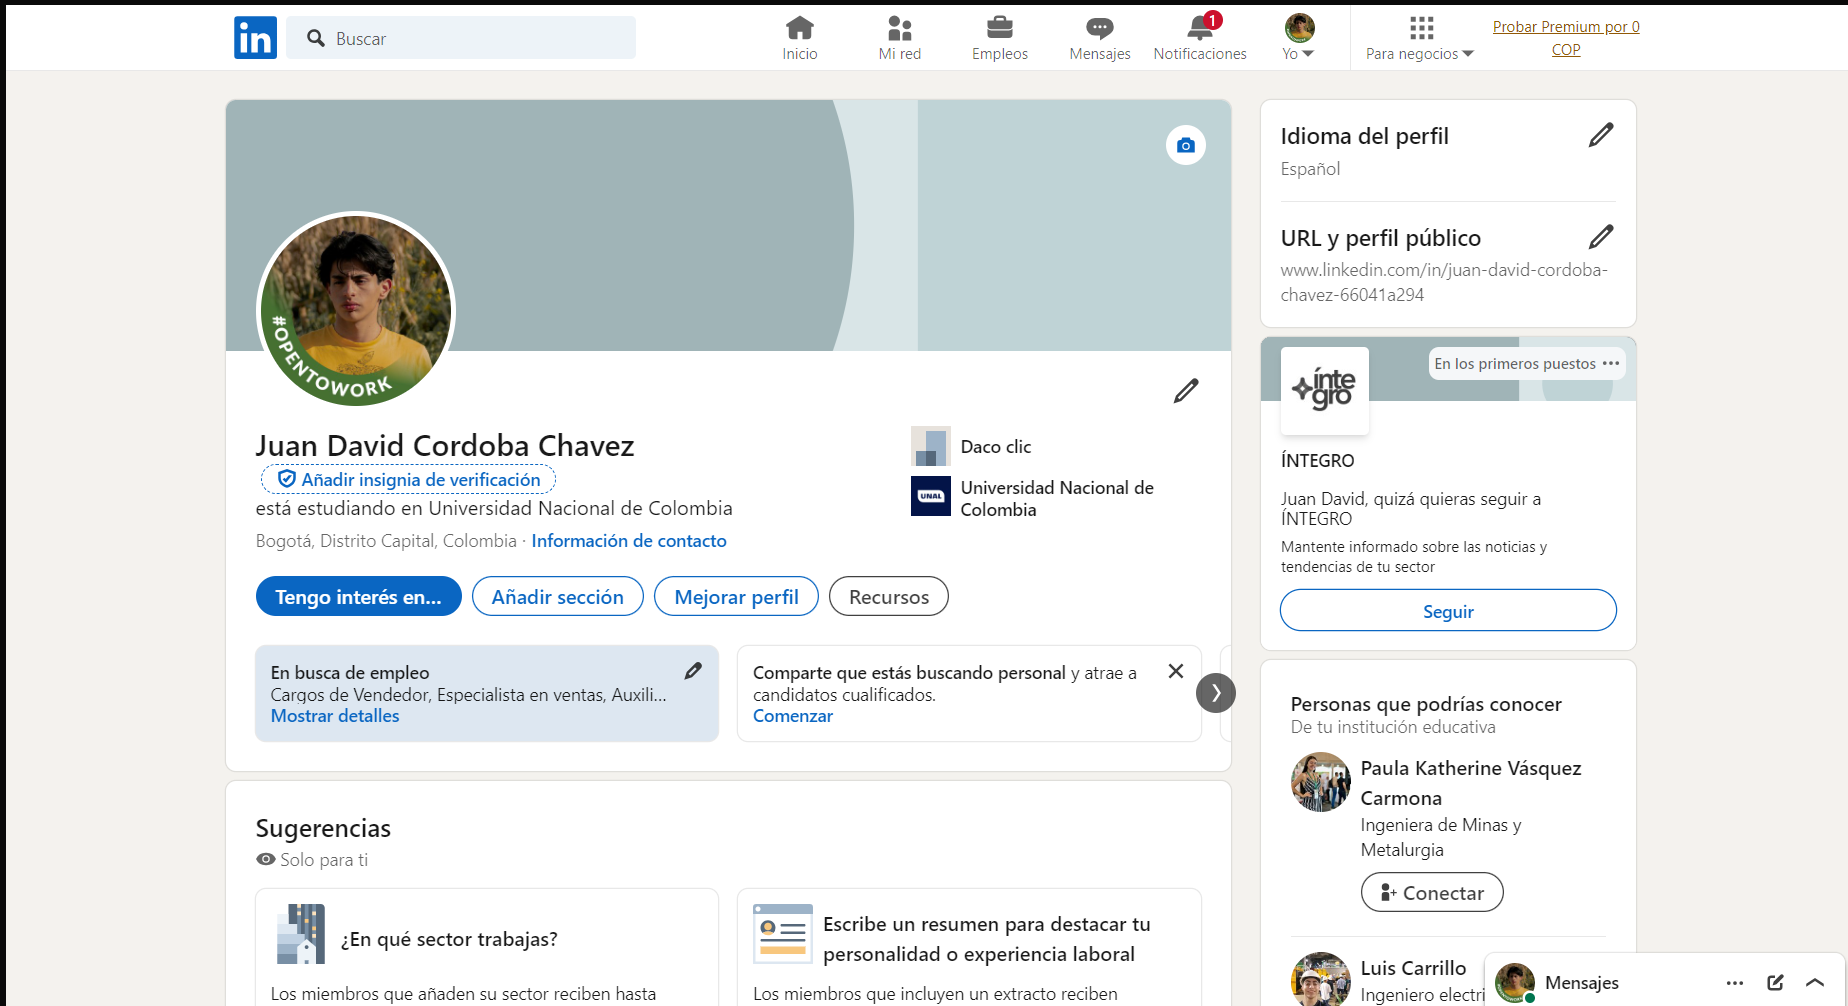 in
Buscar
Inicio
Mi red
Empleos
Mensajes
1
Notificaciones
Yo
Para negocios
Probar Premium por 0
COP
#OPENTOWORK
Juan David Cordoba Chavez
Añadir insignia de verificación
está estudiando en Universidad Nacional de Colombia
Bogotá, Distrito Capital, Colombia · Información de contacto
Daco clic
UNAL
Universidad Nacional de
Colombia
Tengo interés en...
Añadir sección
Mejorar perfil
Recursos
En busca de empleo
Cargos de Vendedor, Especialista en ventas, Auxili...
Mostrar detalles
Comparte que estás buscando personal y atrae a
candidatos cualificados.
Comenzar
Sugerencias
Solo para ti
¿En qué sector trabajas?
Los miembros que añaden su sector reciben hasta
Escribe un resumen para destacar tu
personalidad o experiencia laboral
Los miembros que incluyen un extracto reciben
Idioma del perfil
Español
URL y perfil público
www.linkedin.com/in/juan-david-cordoba-
chavez-66041a294
En los primeros puestos
ínte
gro
ÍNTEGRO
Juan David, quizá quieras seguir a
ÍNTEGRO
Mantente informado sobre las noticias y
tendencias de tu sector
Seguir
Personas que podrías conocer
De tu institución educativa
Paula Katherine Vásquez
Carmona
Ingeniera de Minas y
Metalurgia
Conectar
Luis Carrillo
Ingeniero electri
Mensajes